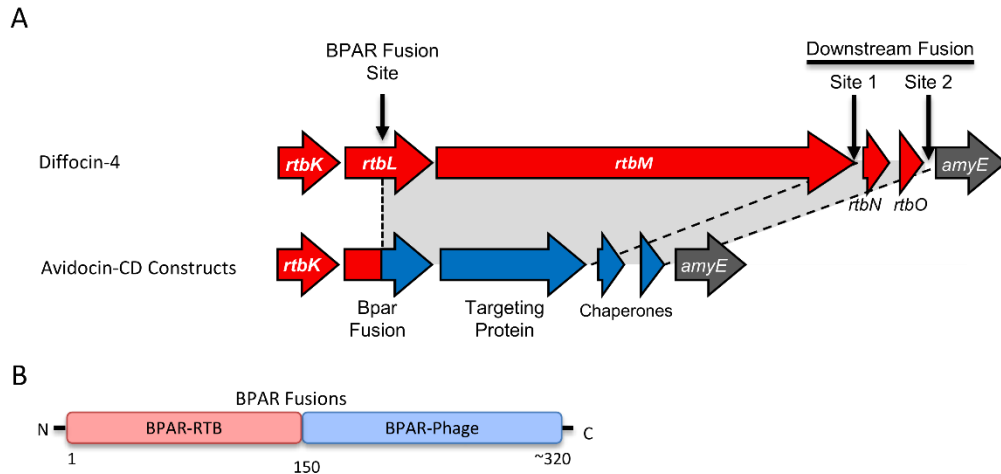 A
BPAR Fusion
Site
Downstream Fusion
Site 1
Site 2
Diffocin-4
rtbK
rtbL
rtbM
amyE
rtbN
rtbO
Avidocin-CD Constructs
rtbK
amyE
Bpar
Fusion
Targeting
Protein
Chaperones
B
BPAR Fusions
N
BPAR-RTB
BPAR-Phage
C
1
150
~320